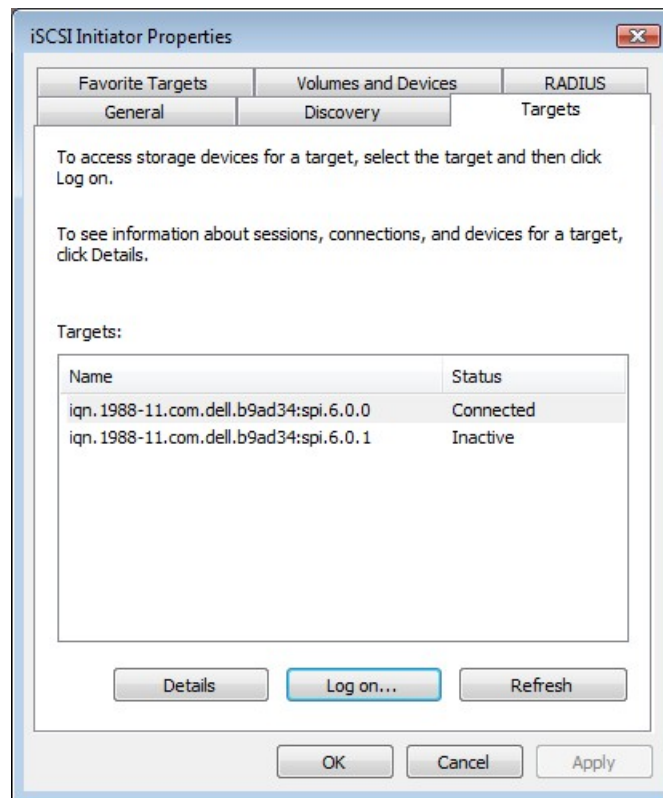 iSCSI Initiator Properties
Favorite Targets Volumes and Devices RADIUS
General Discovery Targets
To access storage devices for a target, select the target and then click
Log on.
To see information about sessions, connections, and devices for a target,
click Details.
Targets:
Name Status
iqn.1988-11.com.dell.b9ad34:spi.6.0.0 Connected
iqn.1988-11.com.dell.b9ad34:spi.6.0.1 Inactive
Details Log on... Refresh
OK Cancel Apply